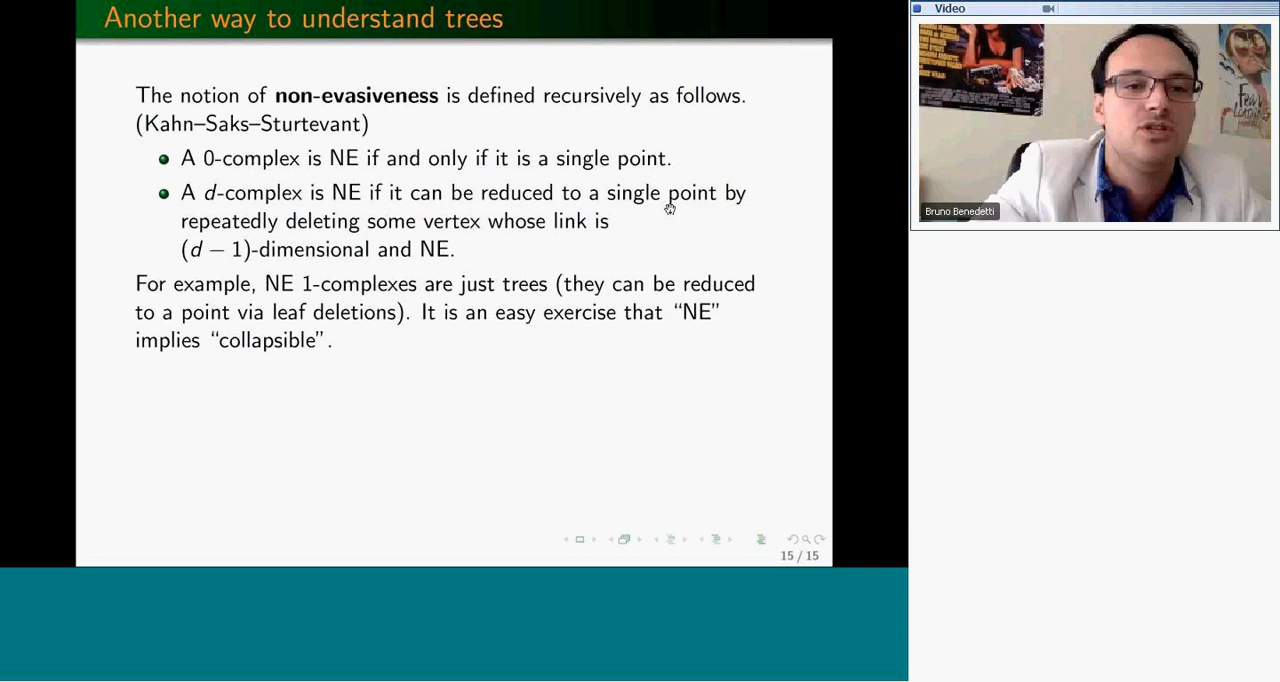 Another way to understand trees
The notion of non-evasiveness is defined recursively as follows.
(Kahn–Saks–Sturtevant)
A 0-complex is NE if and only if it is a single point.
A d-complex is NE if it can be reduced to a single point by
repeatedly deleting some vertex whose link is
(d − 1)-dimensional and NE.
For example, NE 1-complexes are just trees (they can be reduced
to a point via leaf deletions). It is an easy exercise that “NE”
implies “collapsible”.
15 / 15
Video
Bruno Benedetti